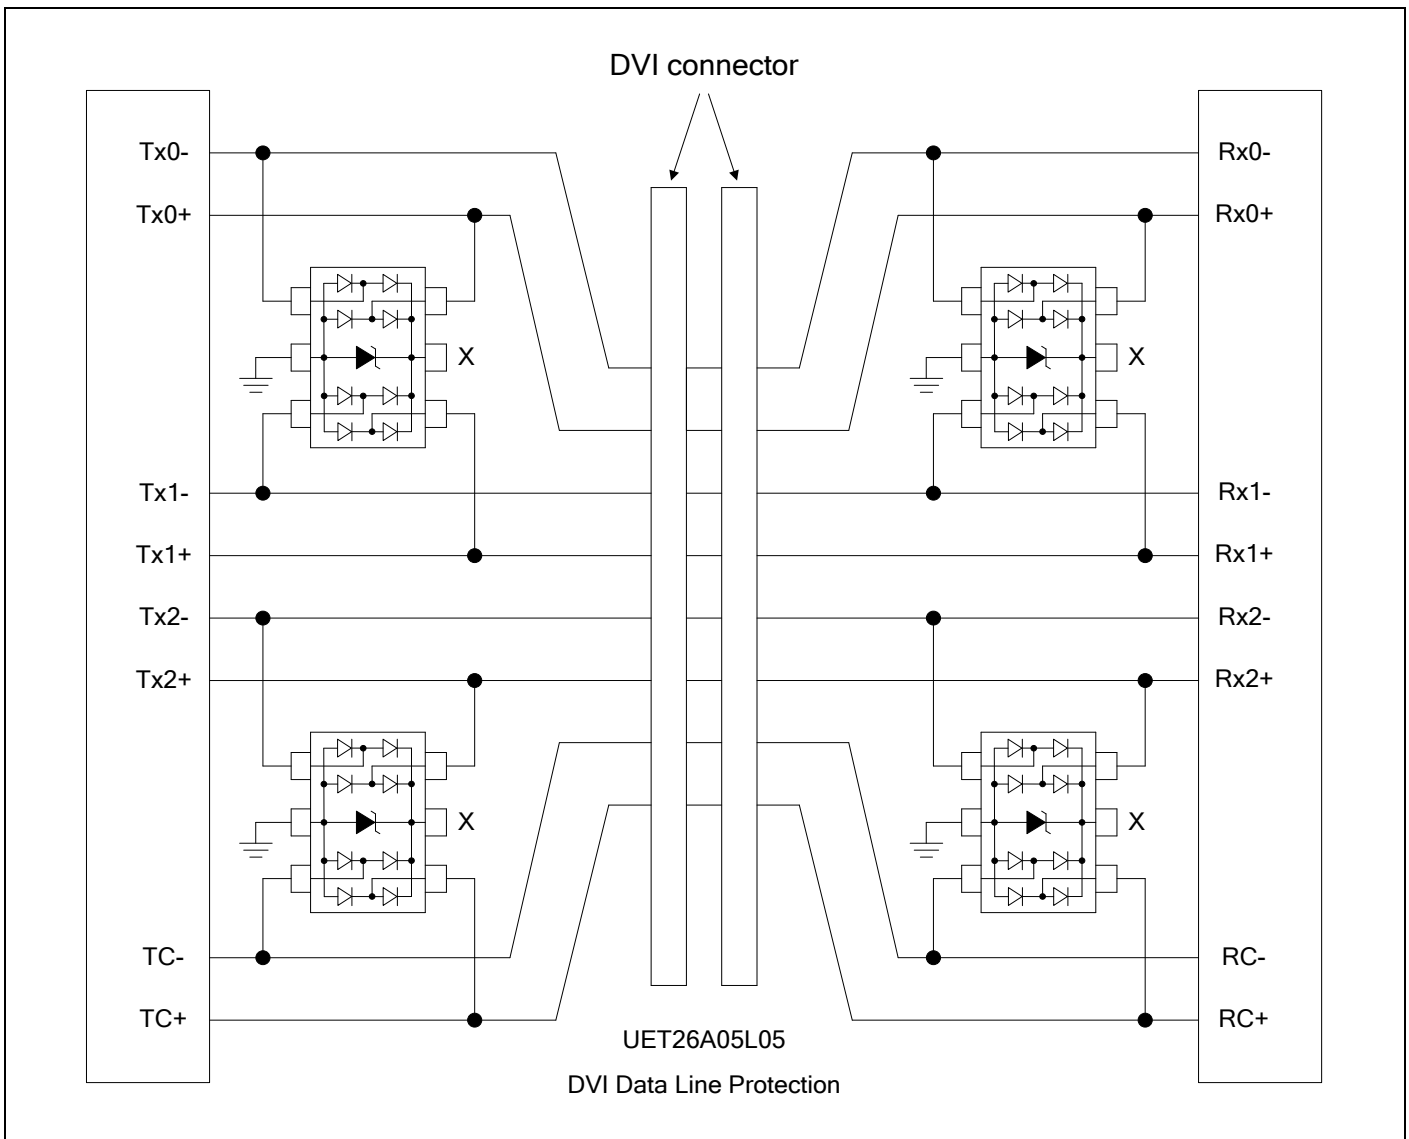 DVI connector
Tx0-
Rx0-
Tx0+
Rx0+
X
X
Tx1-
Rx1-
Tx1+
Rx1+
Tx2-
Rx2-
Tx2+
Rx2+
X
X
TC-
RC-
TC+
RC+
UET26A05L05
DVI Data Line Protection